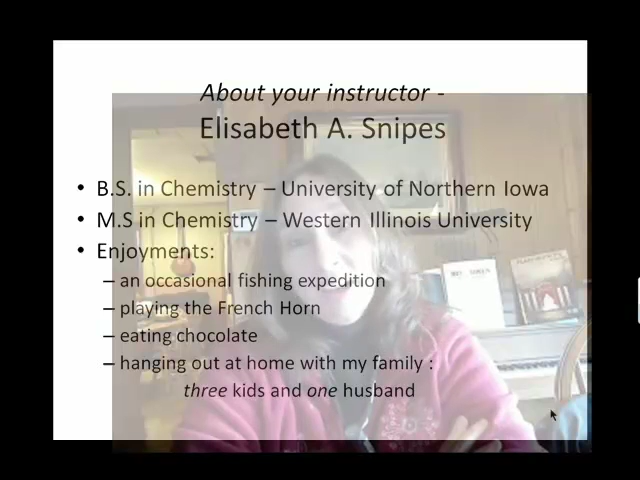 About your instructor -
Elisabeth A. Snipes
• B.S. in Chemistry – University of Northern Iowa
• M.S in Chemistry – Western Illinois University
• Enjoyments:
– an occasional fishing expedition
– playing the French Horn
– eating chocolate
– hanging out at home with my family :
three kids and one husband